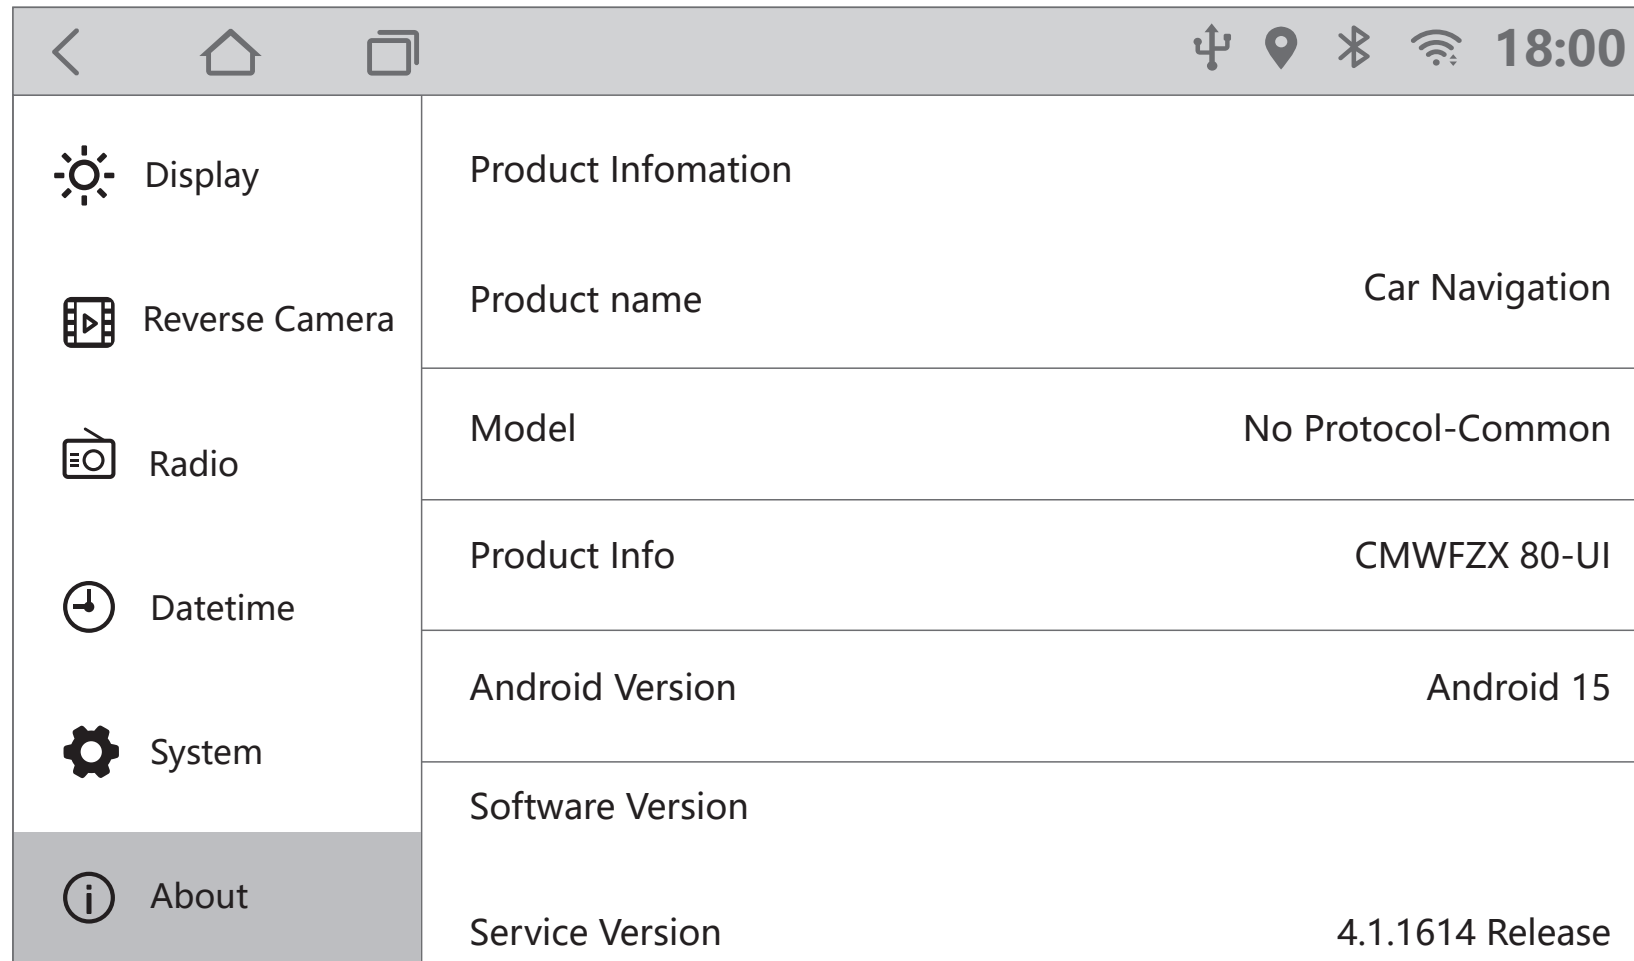 18:00
Display
Reverse Camera
Radio
Datetime
System
About
Product Infomation
Product name
Car Navigation
Model
No Protocol-Common
Product Info
CMWFZX 80-UI
Android Version
Android 15
Software Version
Service Version
4.1.1614 Release